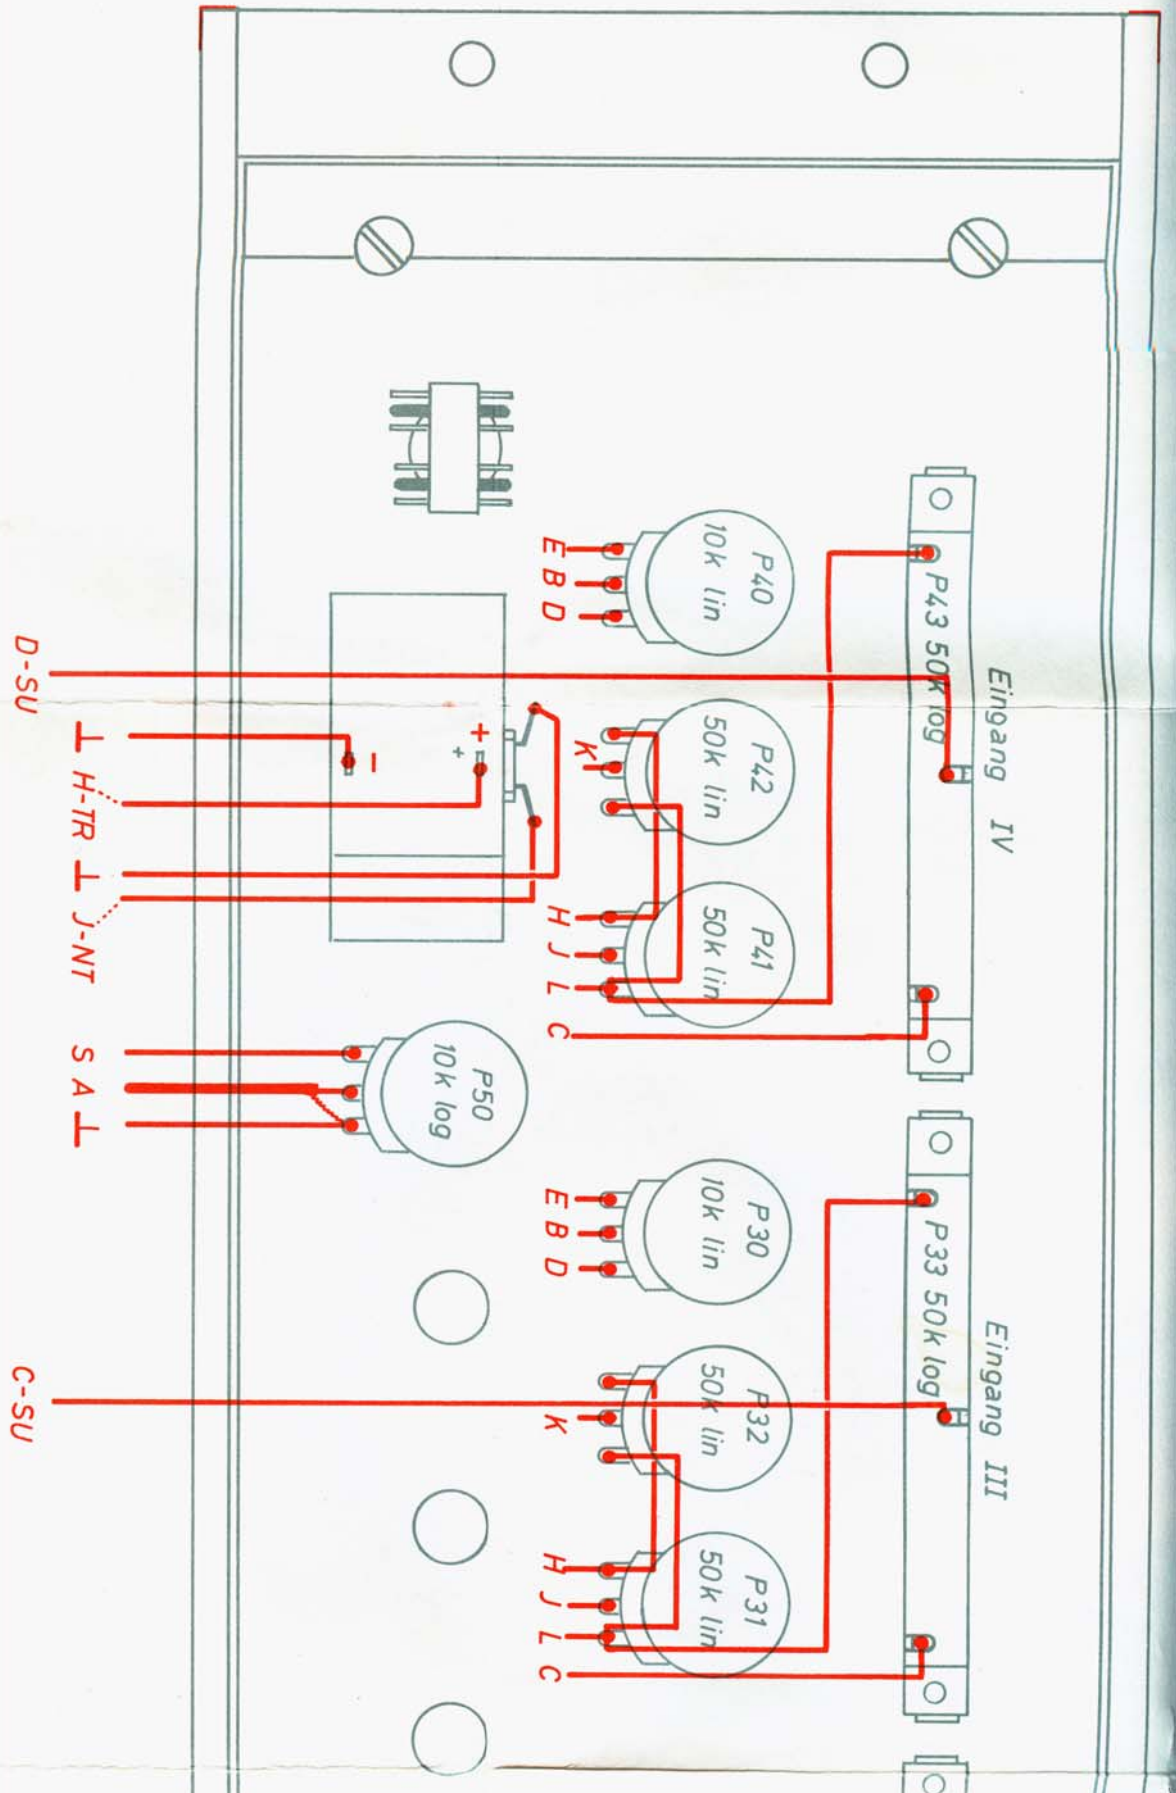 Eingang IV
P43 50k log
P40
10k lin
E B D
P42
50k lin
K
P41
50k lin
H J L C
D-SU
+
+
-
⊥ H-TR ⊥ J-NT
P50
10k log
S A ⊥
Eingang III
P33 50k log
P30
10k lin
E B D
P32
50k lin
K
P31
50k lin
H J L C
C-SU